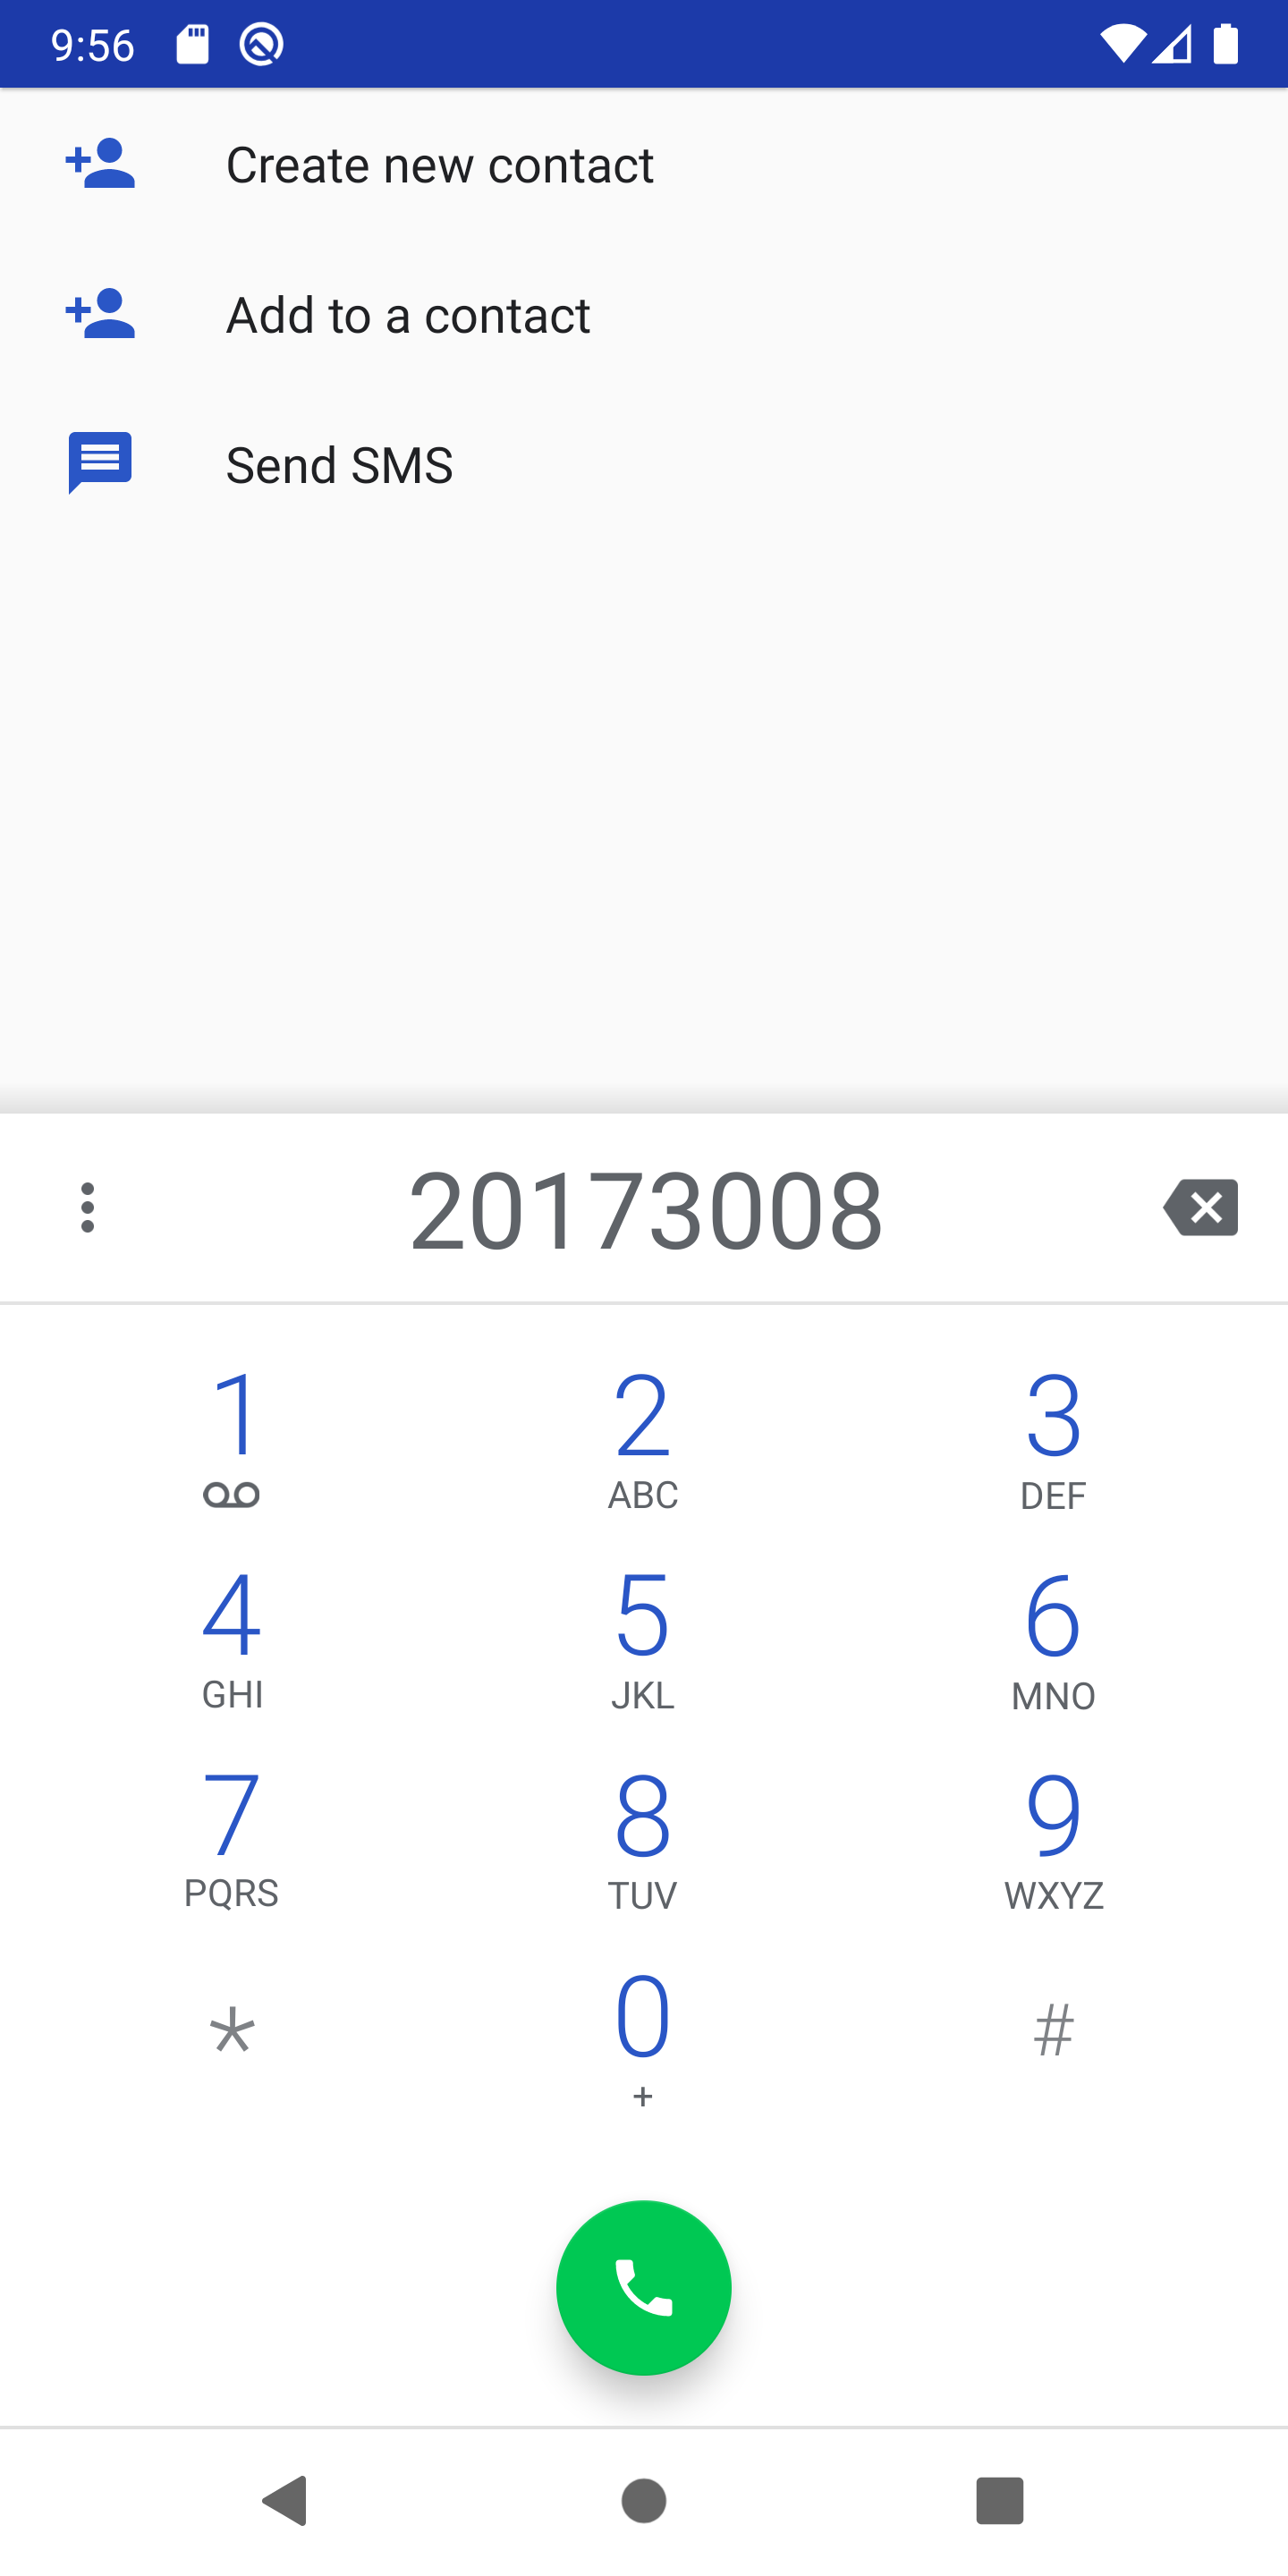 9:56
Create new contact
Add to a contact
Send SMS
20173008
1 2 3
ABC DEF
4 5 6
GHI JKL MNO
7 8 9
PQRS TUV WXYZ
* 0 #
+